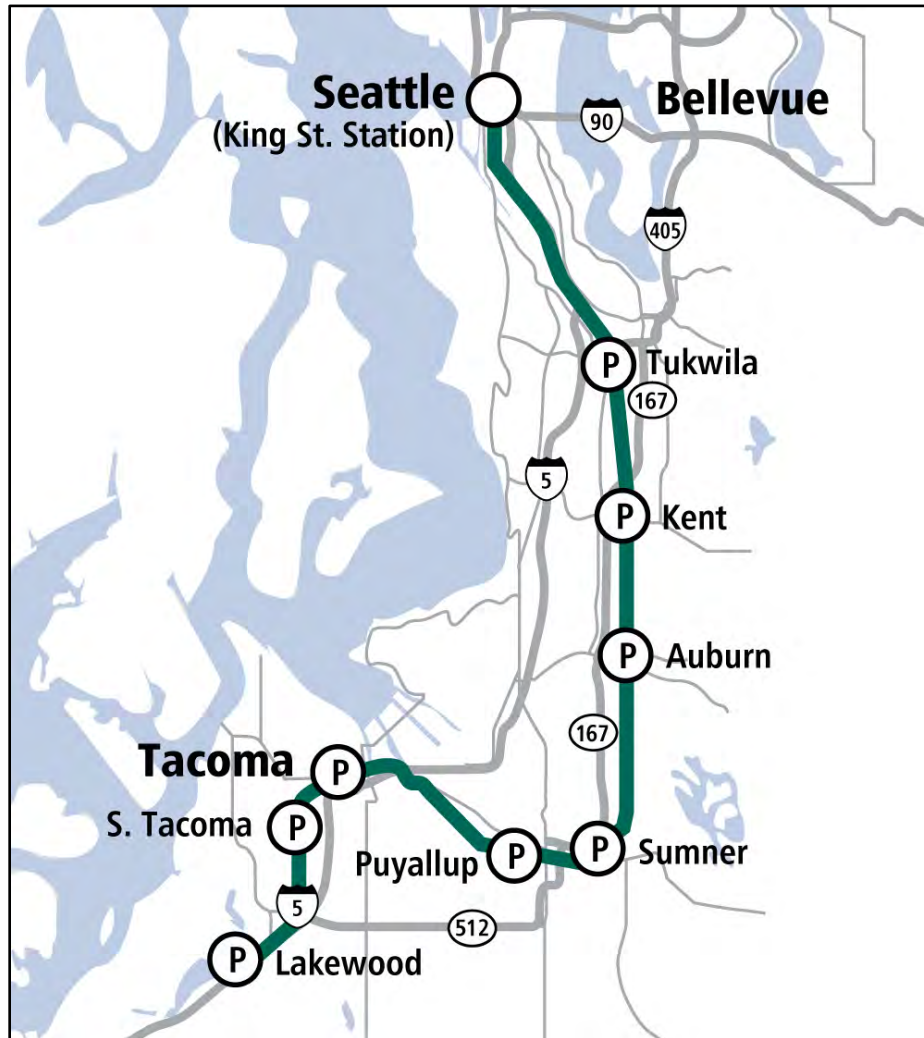 Seattle
(King St. Station)
Bellevue
90
405
P
Tukwila
167
5
P
Kent
P
Auburn
167
Tacoma
P
S. Tacoma
P
Puyallup
P
P
Sumner
5
512
P
Lakewood